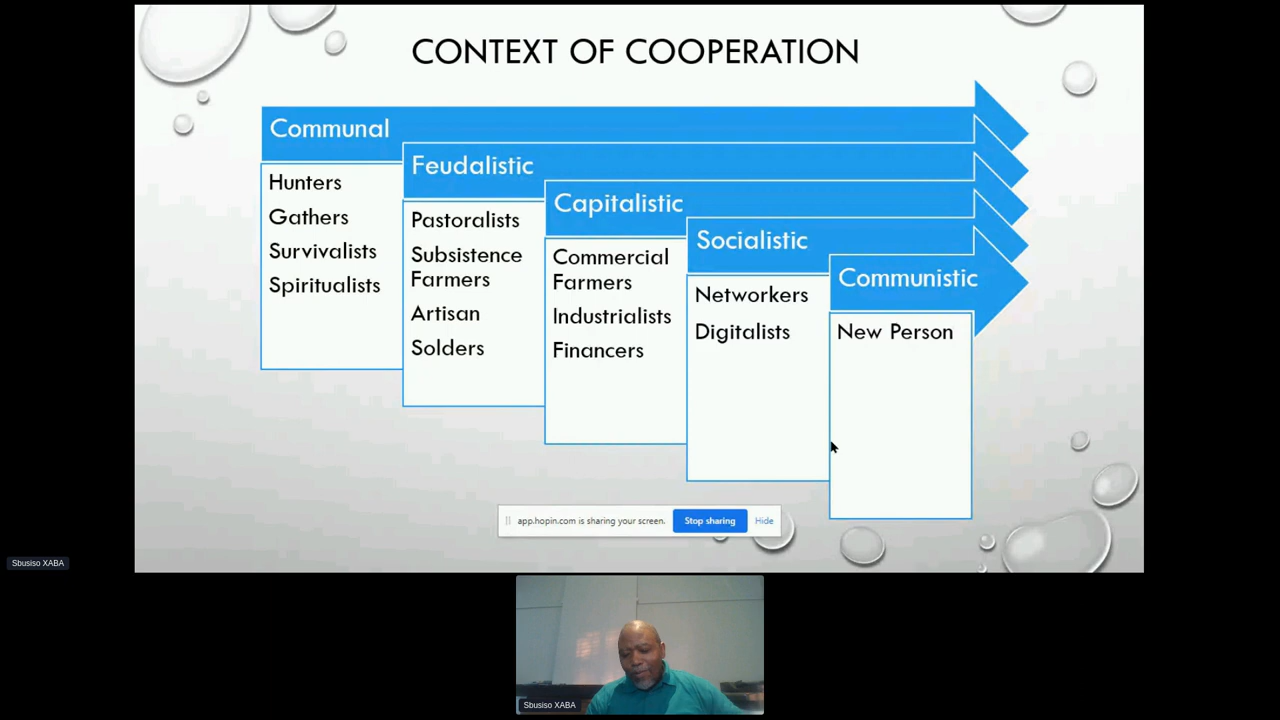 CONTEXT OF COOPERATION
Communal
Hunters
Gathers
Survivalists
Spiritualists
Feudalistic
Pastoralists
Subsistence
Farmers
Artisan
Solders
Capitalistic
Commercial
Farmers
Industrialists
Financers
Socialistic
Networkers
Digitalists
Communistic
New Person
app.hopin.com is sharing your screen. Stop sharing Hide
Sbusiso XABA
Sbusiso XABA